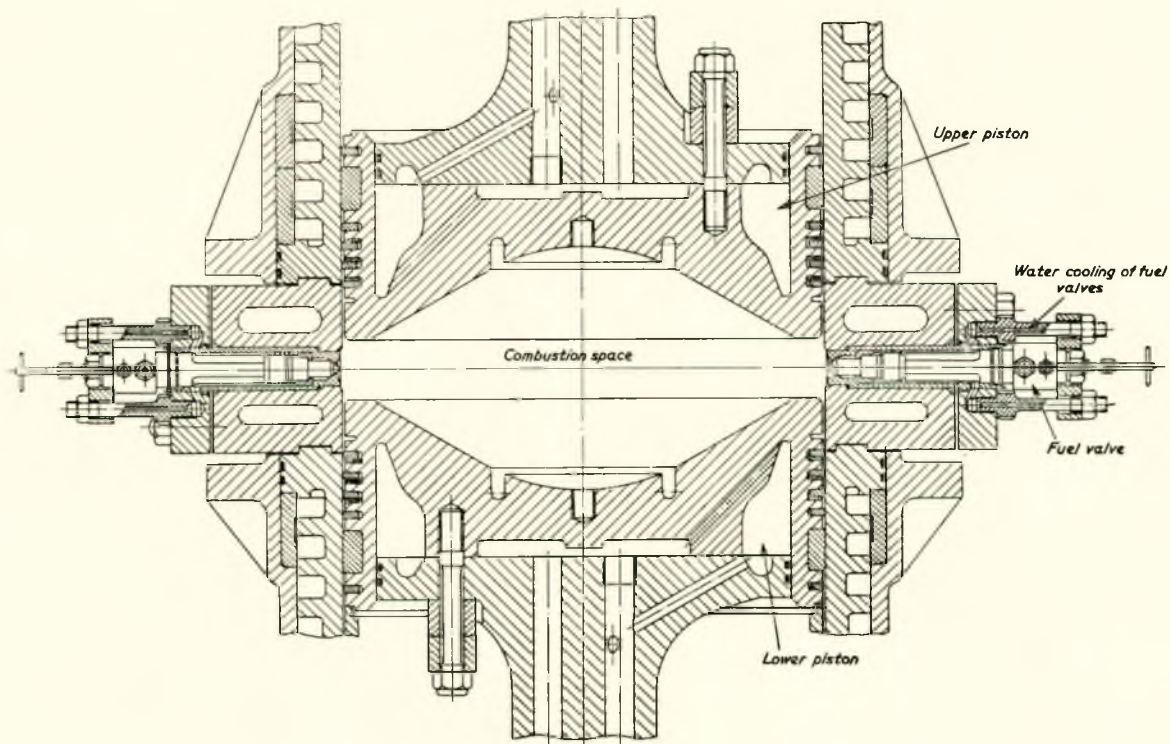 Upper piston
Water cooling of fuel
valves
Combustion space
Fuel valve
Lower piston